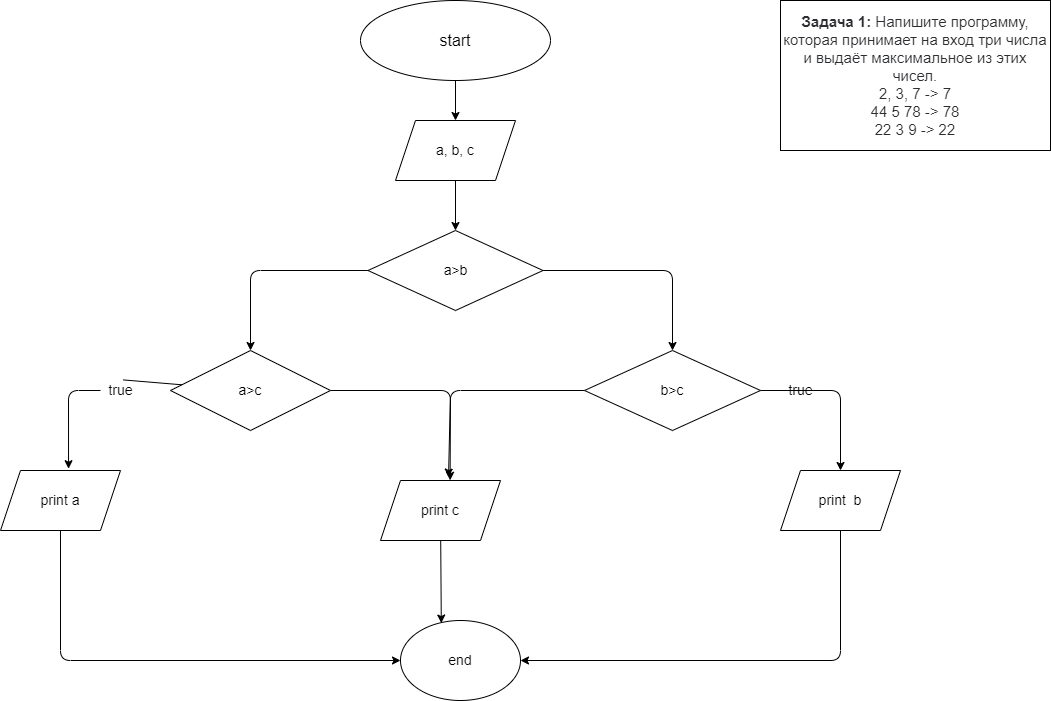 start
Задача 1: Напишите программу,
которая принимает на вход три числа
и выдаёт максимальное из этих
чисел.
2, 3, 7 -> 7
44 5 78 -> 78
22 3 9 -> 22
a, b, c
a>b
true
a>c
b>c
true
print a
print c
print b
end